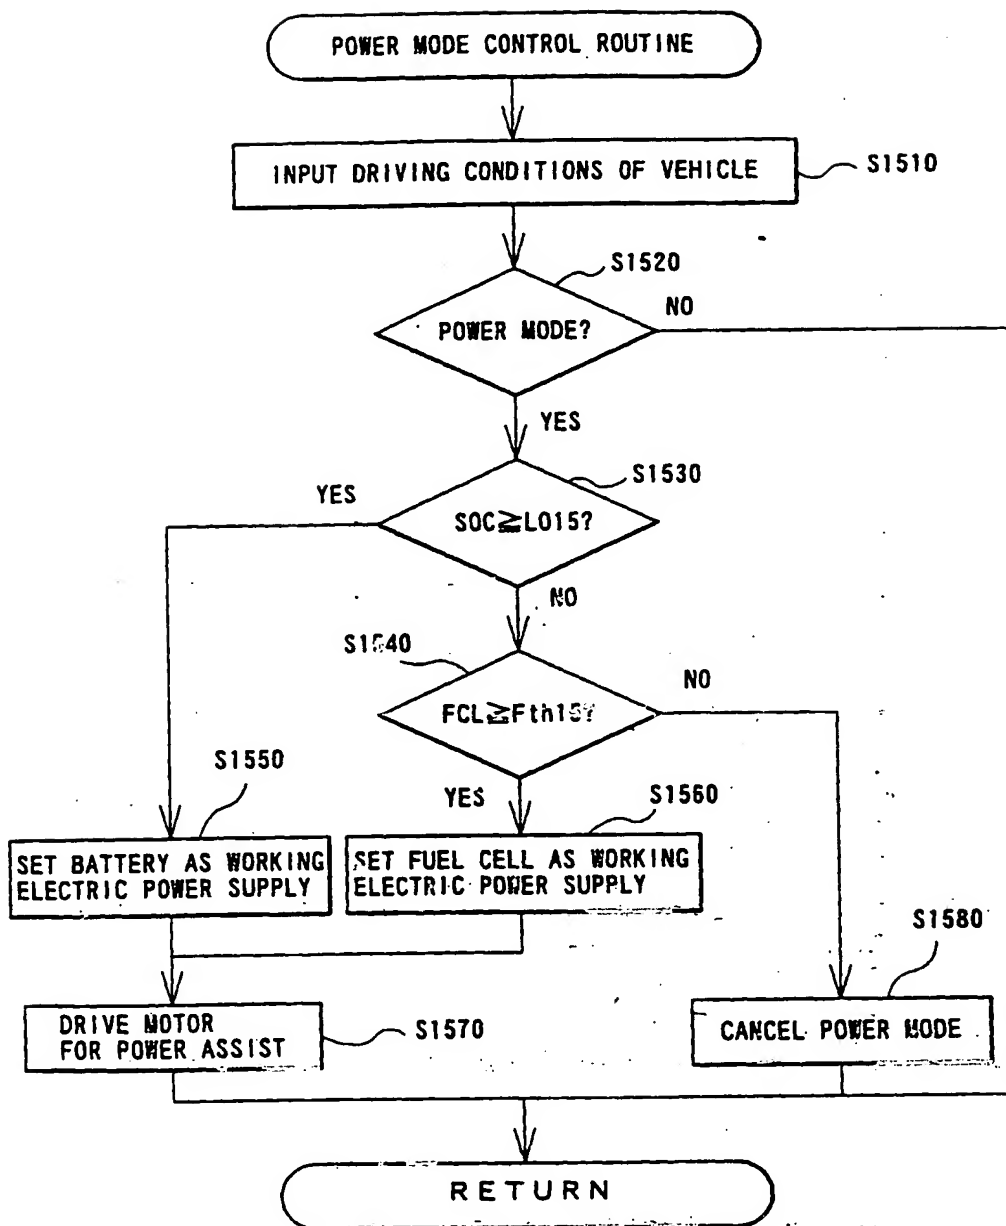 POWER MODE CONTROL ROUTINE
INPUT DRIVING CONDITIONS OF VEHICLE
S1510
S1520
POWER MODE?
NO
YES
S1530
YES
SOC≧LO15?
NO
S1540
FCL≧Fth15?
NO
S1550
YES
S1560
SET BATTERY AS WORKING
ELECTRIC POWER SUPPLY
SET FUEL CELL AS WORKING
ELECTRIC POWER SUPPLY
S1580
DRIVE MOTOR
FOR POWER ASSIST
S1570
CANCEL POWER MODE
RETURN